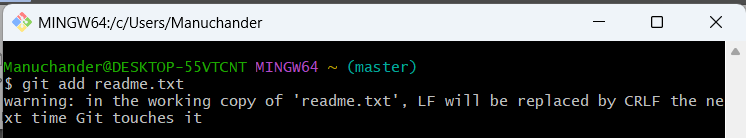 MINGW64:/c/Users/Manuchander
Manuchander@DESKTOP-55VTCNT MINGW64 ~ (master)
$ git add readme.txt
warning: in the working copy of 'readme.txt', LF will be replaced by CRLF the ne
xt time Git touches it